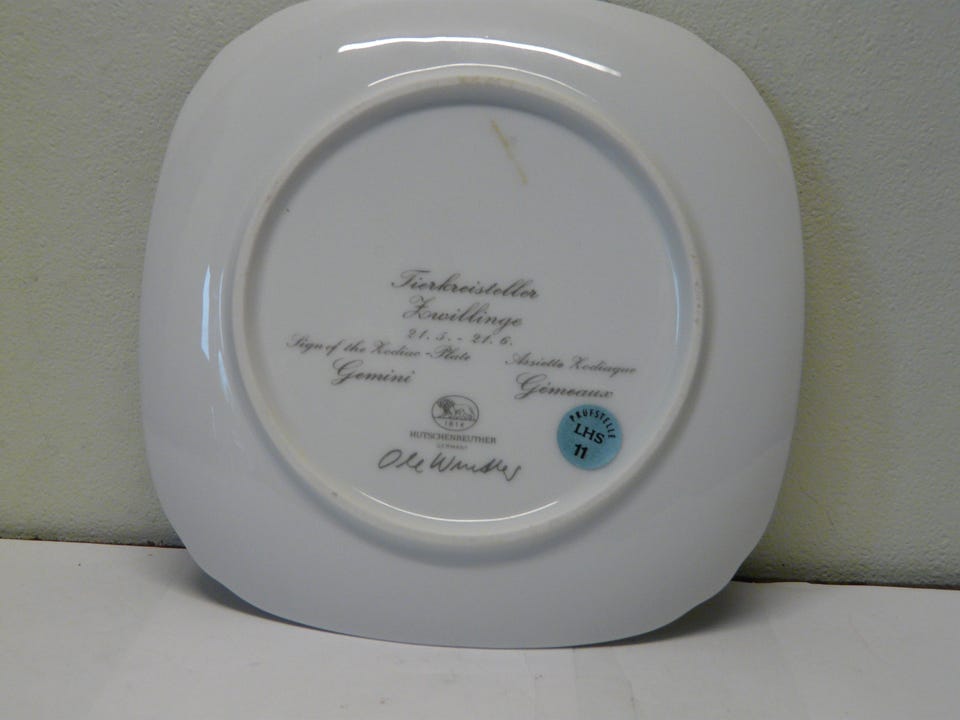 Tierkreisteller
Zwillinge
21.5. - 21.6.
Sign of the Zodiac-Plate
Gemini
Assiette Zodiaque
Gémeaux
1814
HUTSCHENREUTHER
GERMANY
Ole Winther
PRÜFSTELLE
LHS
11